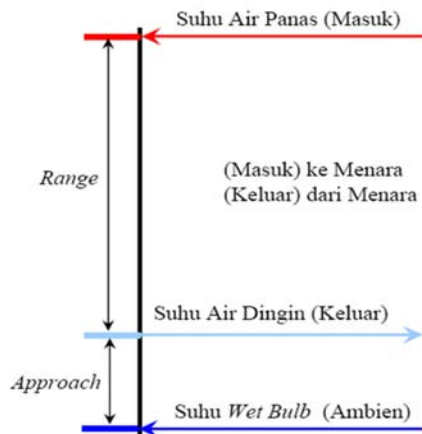 Suhu Air Panas (Masuk)
Range
(Masuk) ke Menara
(Keluar) dari Menara
Suhu Air Dingin (Keluar)
Approach
Suhu Wet Bulb (Ambien)